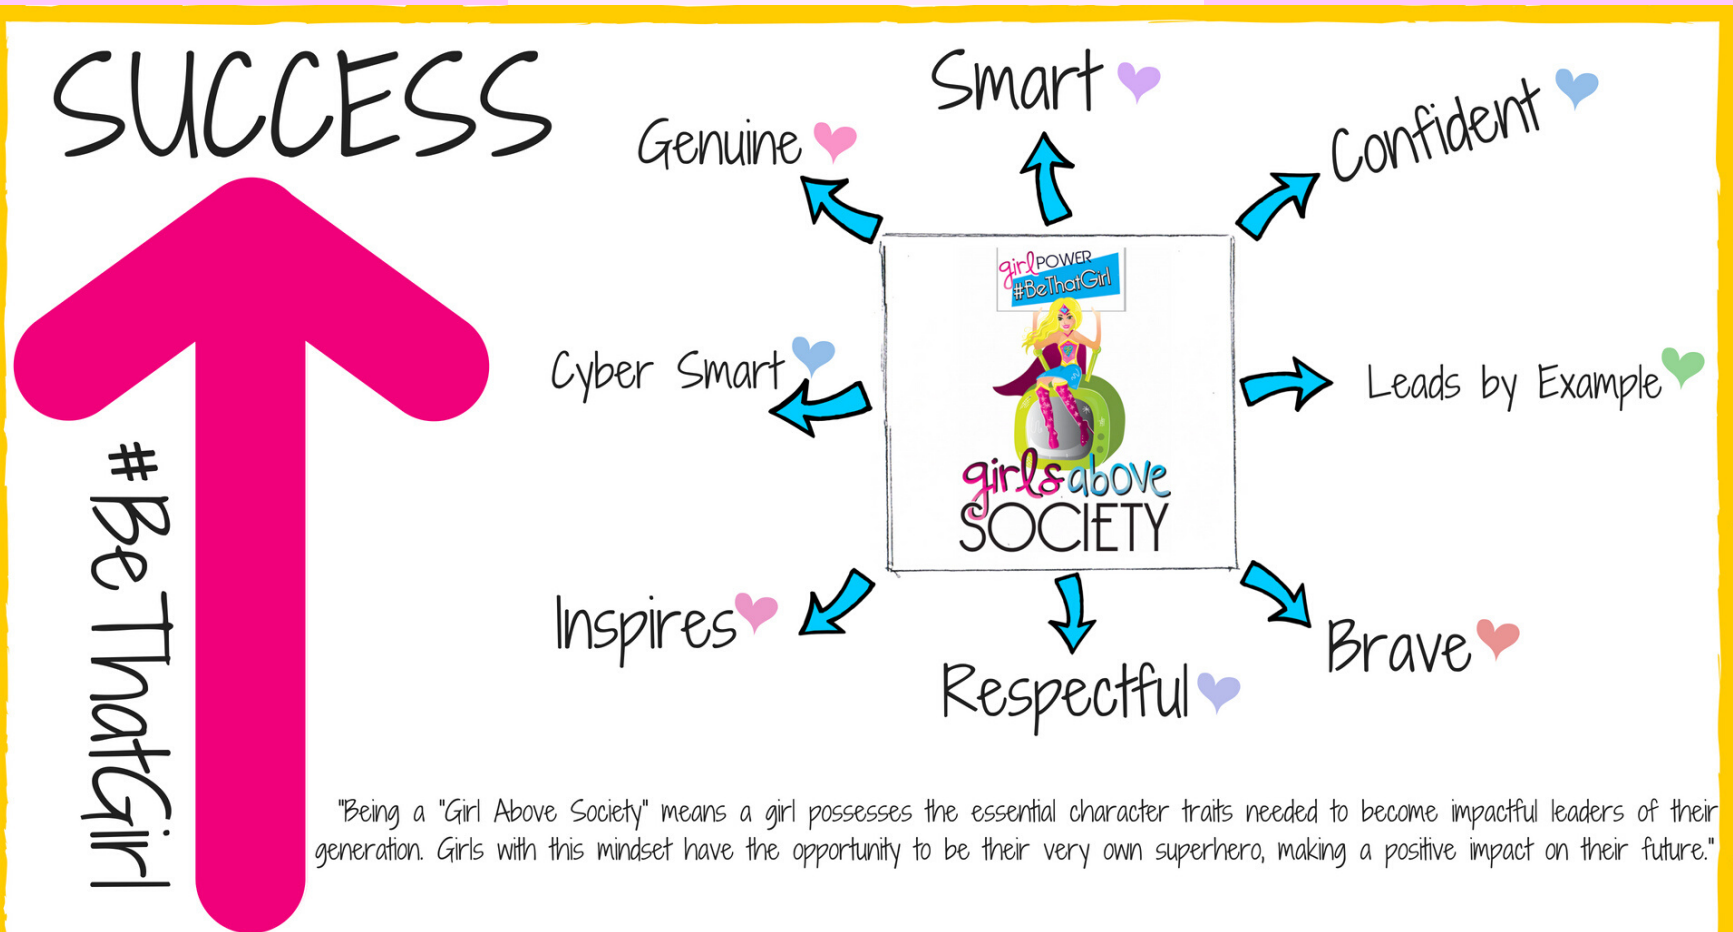 SUCCESS
#BeThatGirl
Smart
Genuine
Confident
Cyber Smart
Leads by Example
Inspires
Respectful
Brave
girl POWER
#BeThatGirl
girls above
SOCIETY
"Being a "Girl Above Society" means a girl possesses the essential character traits needed to become impactful leaders of their
generation. Girls with this mindset have the opportunity to be their very own superhero, making a positive impact on their future."